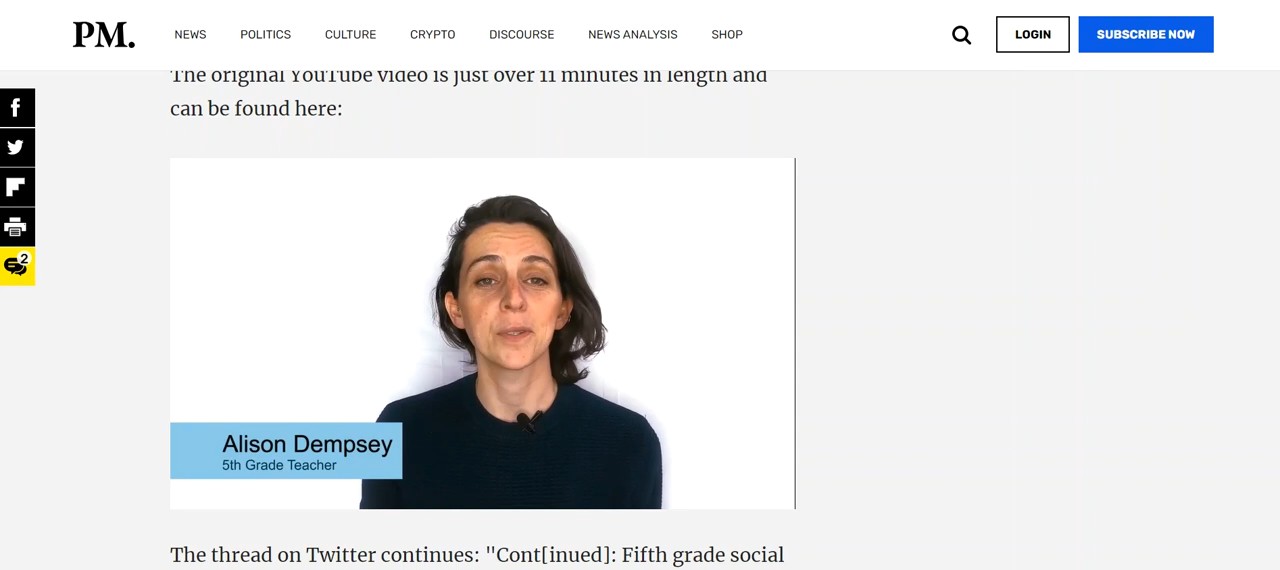 PM. NEWS POLITICS CULTURE CRYPTO DISCOURSE NEWS ANALYSIS SHOP LOGIN SUBSCRIBE NOW
The original YouTube video is just over 11 minutes in length and
can be found here:
2
Alison Dempsey
5th Grade Teacher
The thread on Twitter continues: "Cont[inued]: Fifth grade social